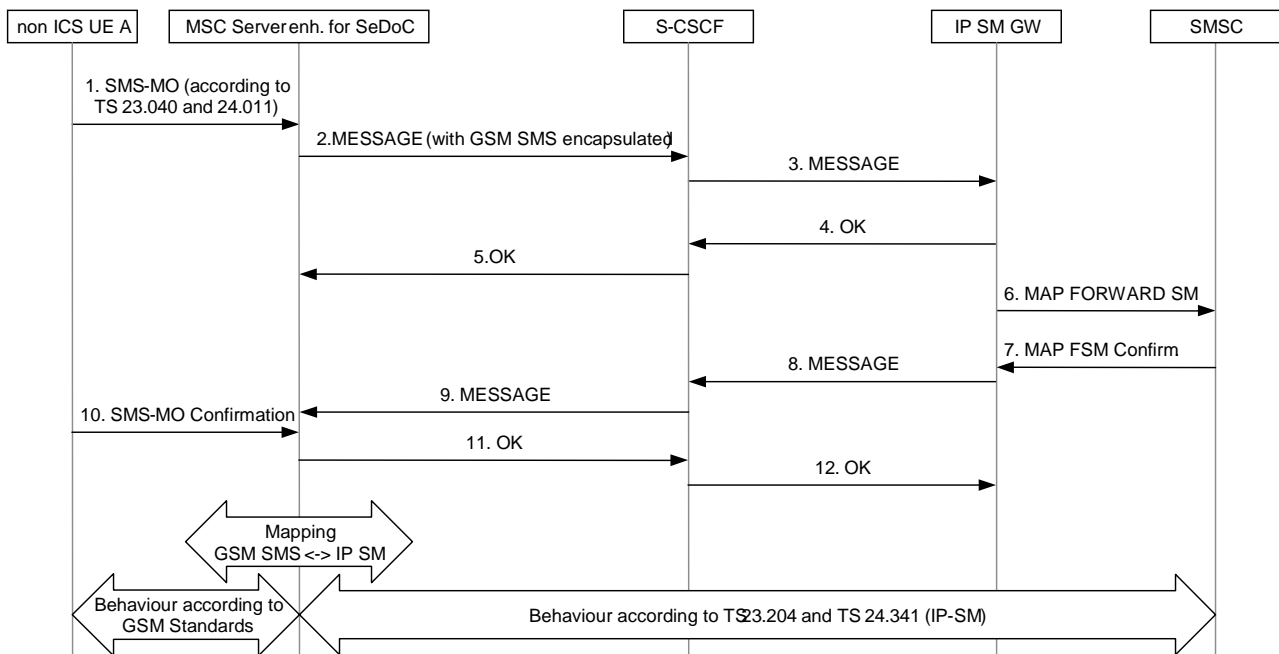 non ICS UE A
MSC Server enh. for SeDoC
S-CSCF
IP SM GW
SMSC
1. SMS-MO (according to
TS 23.040 and 24.011)
2.MESSAGE (with GSM SMS encapsulated)
3. MESSAGE
4. OK
5.OK
6. MAP FORWARD SM
7. MAP FSM Confirm
8. MESSAGE
9. MESSAGE
10. SMS-MO Confirmation
11. OK
12. OK
Mapping
GSM SMS <-> IP SM
Behaviour according to
GSM Standards
Behaviour according to TS23.204 and TS 24.341 (IP-SM)